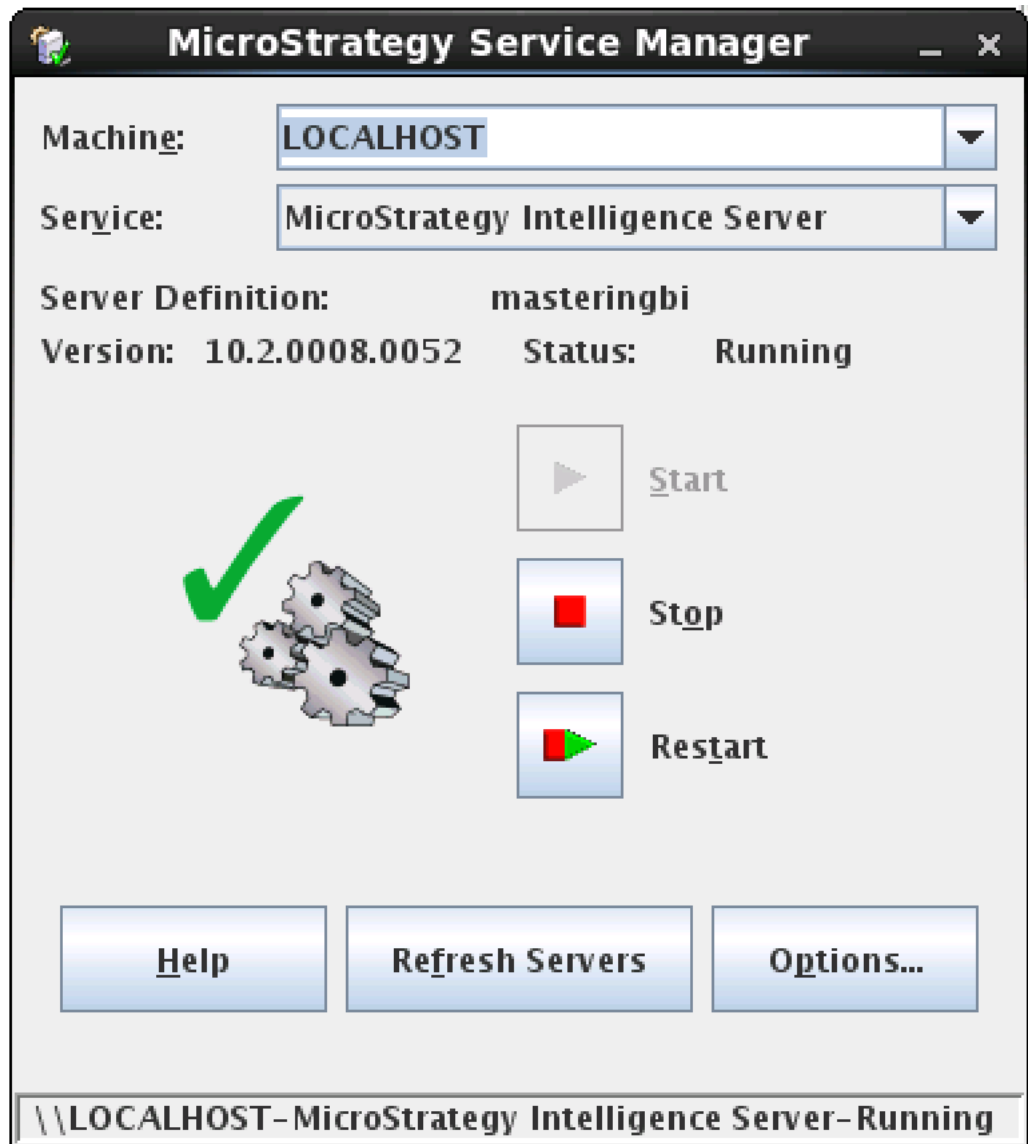 MicroStrategy Service Manager
Machine: LOCALHOST
Service: MicroStrategy Intelligence Server
Server Definition: masteringbi
Version: 10.2.0008.0052 Status: Running
Start
Stop
Restart
Help Refresh Servers Options...
\\LOCALHOST-MicroStrategy Intelligence Server-Running